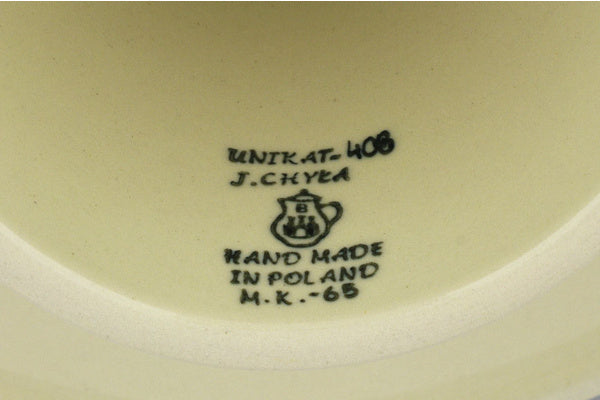 UNIKAT-408
J. CHYŁA
B
HAND MADE
IN POLAND
M.K.-65